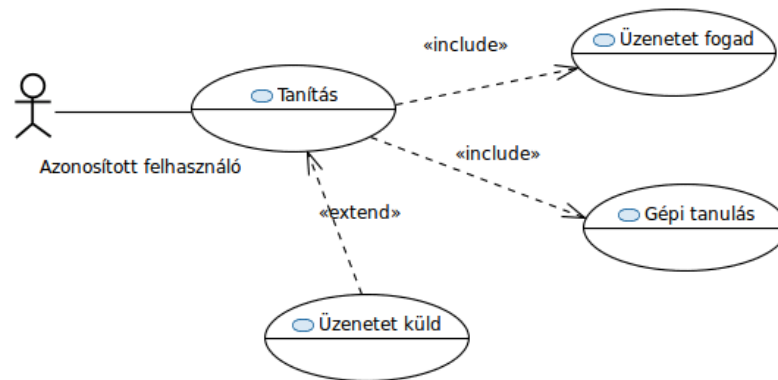 «include»
Üzenetet fogad
Tanítás
Azonosított felhasználó
«include»
«extend»
Gépi tanulás
Üzenetet küld